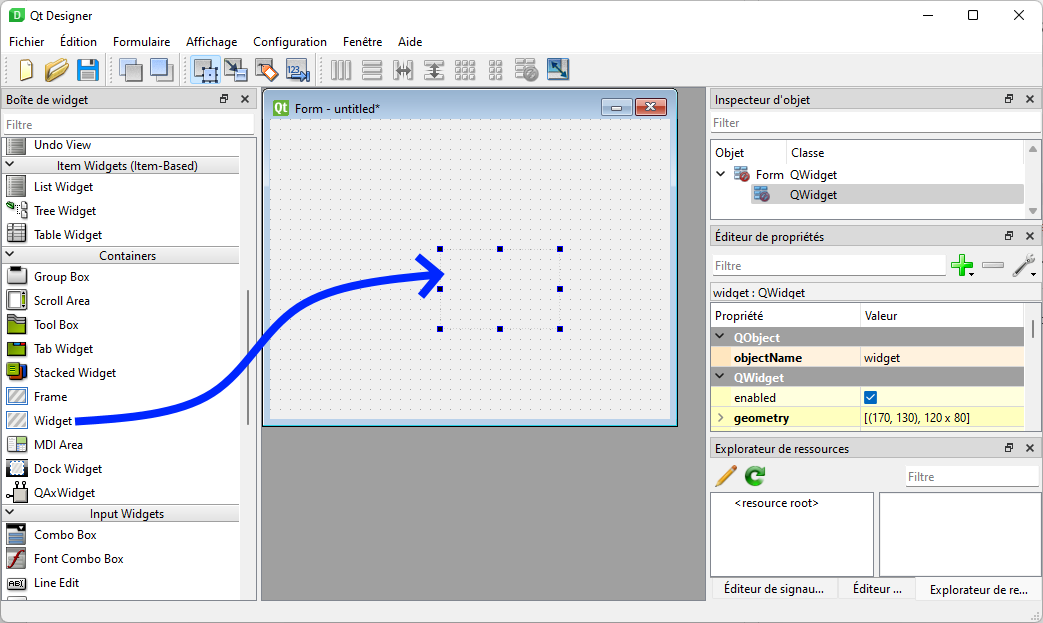 Qt Designer
Fichier Édition Formulaire Affichage Configuration Fenêtre Aide
123
Boîte de widget
Filtre
Undo View
Item Widgets (Item-Based)
List Widget
Tree Widget
Table Widget
Containers
Group Box
Scroll Area
Tool Box
Tab Widget
Stacked Widget
Frame
Widget
MDI Area
Dock Widget
QAxWidget
Input Widgets
Combo Box
Font Combo Box
ABI Line Edit
Qt Form - untitled*
Inspecteur d'objet
Filter
Objet Classe
Form QWidget
QWidget
Éditeur de propriétés
Filtre
widget : QWidget
Propriété Valeur
QObject
objectName widget
QWidget
enabled
geometry [(170, 130), 120 x 80]
Explorateur de ressources
Filtre
<resource root>
Éditeur de signau... Éditeur ... Explorateur de re...